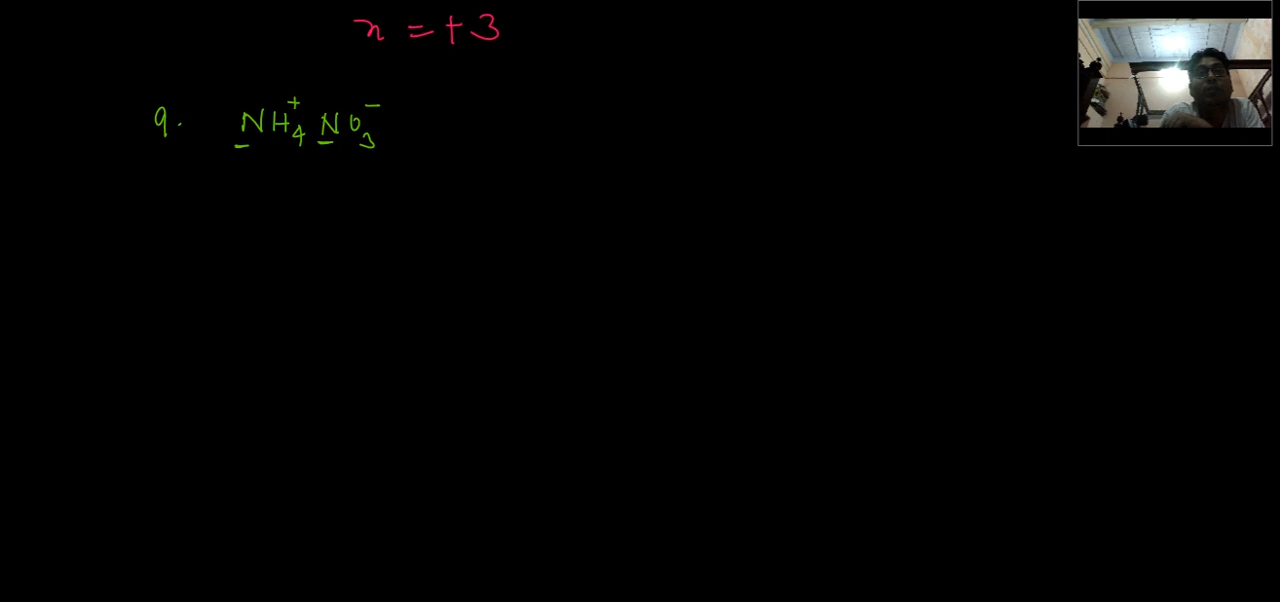 x = +3
9. NH₄⁺ NO₃⁻